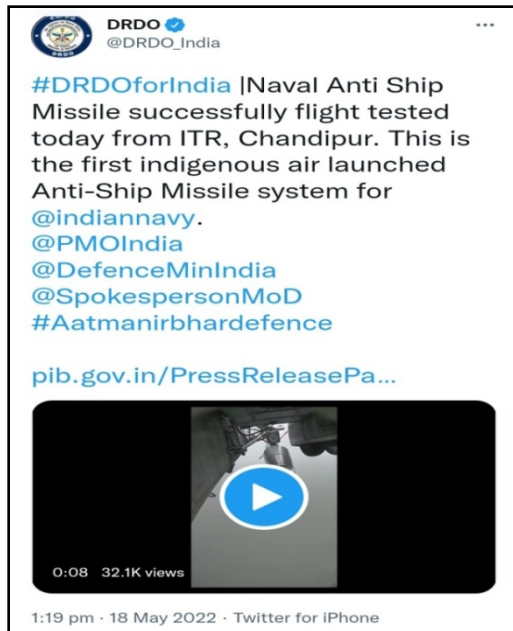 DRDO
@DRDO_India
#DRDOforIndia |Naval Anti Ship
Missile successfully flight tested
today from ITR, Chandipur. This is
the first indigenous air launched
Anti-Ship Missile system for
@indiannavy.
@PMOIndia
@DefenceMinIndia
@SpokespersonMoD
#Aatmanirbhardefence
pib.gov.in/PressReleasePa...
0:08 32.1K views
1:19 pm · 18 May 2022 · Twitter for iPhone